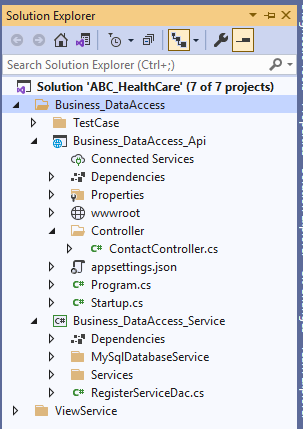 Solution Explorer
Search Solution Explorer (Ctrl+;)
Solution 'ABC_HealthCare' (7 of 7 projects)
Business_DataAccess
TestCase
Business_DataAccess_Api
Connected Services
Dependencies
Properties
wwwroot
Controller
C# ContactController.cs
appsettings.json
C# Program.cs
C# Startup.cs
C# Business_DataAccess_Service
Dependencies
MySqlDatabaseService
Services
C# RegisterServiceDac.cs
ViewService